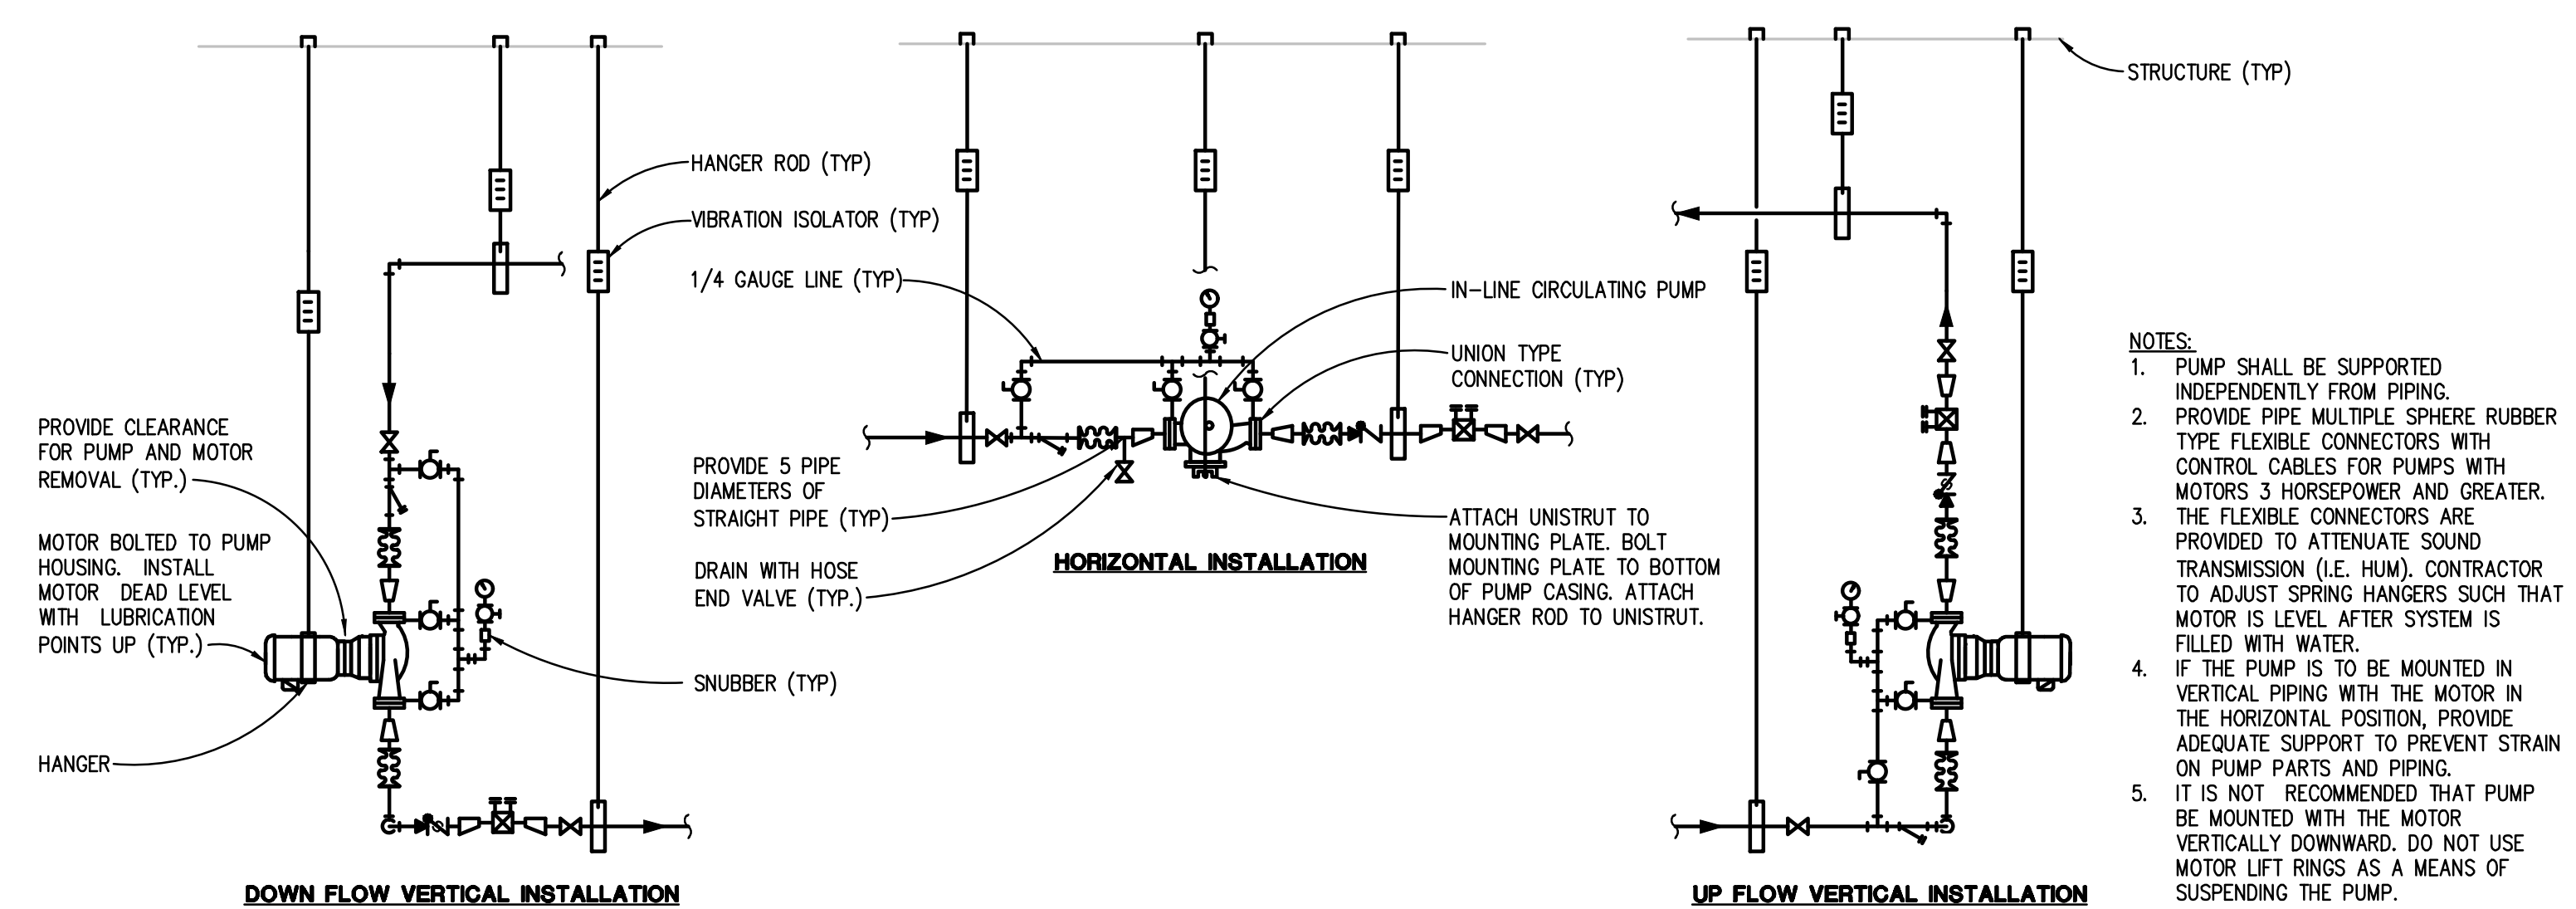 HANGER ROD (TYP)
VIBRATION ISOLATOR (TYP)
1/4 GAUGE LINE (TYP)
PROVIDE CLEARANCE
FOR PUMP AND MOTOR
REMOVAL (TYP.)
MOTOR BOLTED TO PUMP
HOUSING. INSTALL
MOTOR DEAD LEVEL
WITH LUBRICATION
POINTS UP (TYP.)
HANGER
PROVIDE 5 PIPE
DIAMETERS OF
STRAIGHT PIPE (TYP)
DRAIN WITH HOSE
END VALVE (TYP.)
SNUBBER (TYP)
DOWN FLOW VERTICAL INSTALLATION
IN-LINE CIRCULATING PUMP
UNION TYPE
CONNECTION (TYP)
ATTACH UNISTRUT TO
MOUNTING PLATE. BOLT
MOUNTING PLATE TO BOTTOM
OF PUMP CASING. ATTACH
HANGER ROD TO UNISTRUT.
HORIZONTAL INSTALLATION
STRUCTURE (TYP)
UP FLOW VERTICAL INSTALLATION
NOTES:
1. PUMP SHALL BE SUPPORTED
INDEPENDENTLY FROM PIPING.
2. PROVIDE PIPE MULTIPLE SPHERE RUBBER
TYPE FLEXIBLE CONNECTORS WITH
CONTROL CABLES FOR PUMPS WITH
MOTORS 3 HORSEPOWER AND GREATER.
3. THE FLEXIBLE CONNECTORS ARE
PROVIDED TO ATTENUATE SOUND
TRANSMISSION (I.E. HUM). CONTRACTOR
TO ADJUST SPRING HANGERS SUCH THAT
MOTOR IS LEVEL AFTER SYSTEM IS
FILLED WITH WATER.
4. IF THE PUMP IS TO BE MOUNTED IN
VERTICAL PIPING WITH THE MOTOR IN
THE HORIZONTAL POSITION, PROVIDE
ADEQUATE SUPPORT TO PREVENT STRAIN
ON PUMP PARTS AND PIPING.
5. IT IS NOT RECOMMENDED THAT PUMP
BE MOUNTED WITH THE MOTOR
VERTICALLY DOWNWARD. DO NOT USE
MOTOR LIFT RINGS AS A MEANS OF
SUSPENDING THE PUMP.